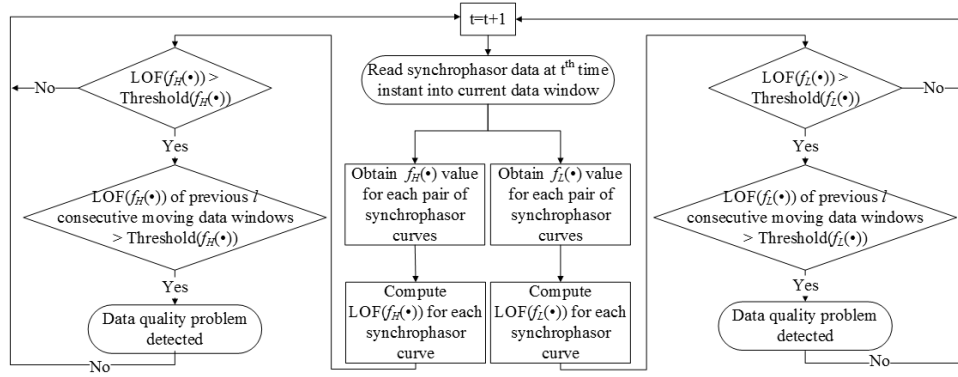 t=t+1
Read synchrophasor data at tth time
instant into current data window
Obtain fH(•) value
for each pair of
synchrophasor
curves
Compute
LOF(fH(•)) for each
synchrophasor
curve
LOF(fH(•)) >
Threshold(fH(•))
No
Yes
LOF(fH(•)) of previous l
consecutive moving data windows
> Threshold(fH(•))
Yes
Data quality problem
detected
No
Obtain fL(•) value
for each pair of
synchrophasor
curves
Compute
LOF(fL(•)) for each
synchrophasor
curve
LOF(fL(•)) >
Threshold(fL(•))
No
Yes
LOF(fL(•)) of previous l
consecutive moving data windows
> Threshold(fL(•))
Yes
Data quality problem
detected
No